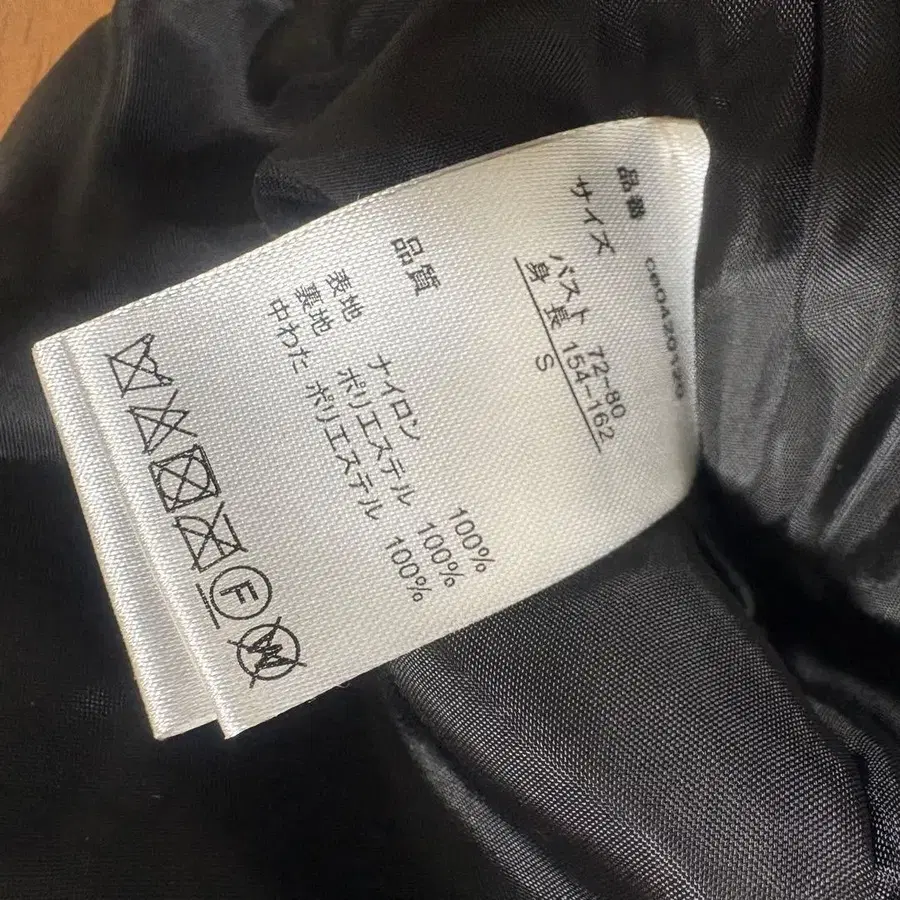 品番 ce0420120
サイズ
バスト 72-80
身 長 154-162
S
品質
表地 ナイロン 100%
裏地 ポリエステル 100%
中わた ポリエステル 100%
F
W